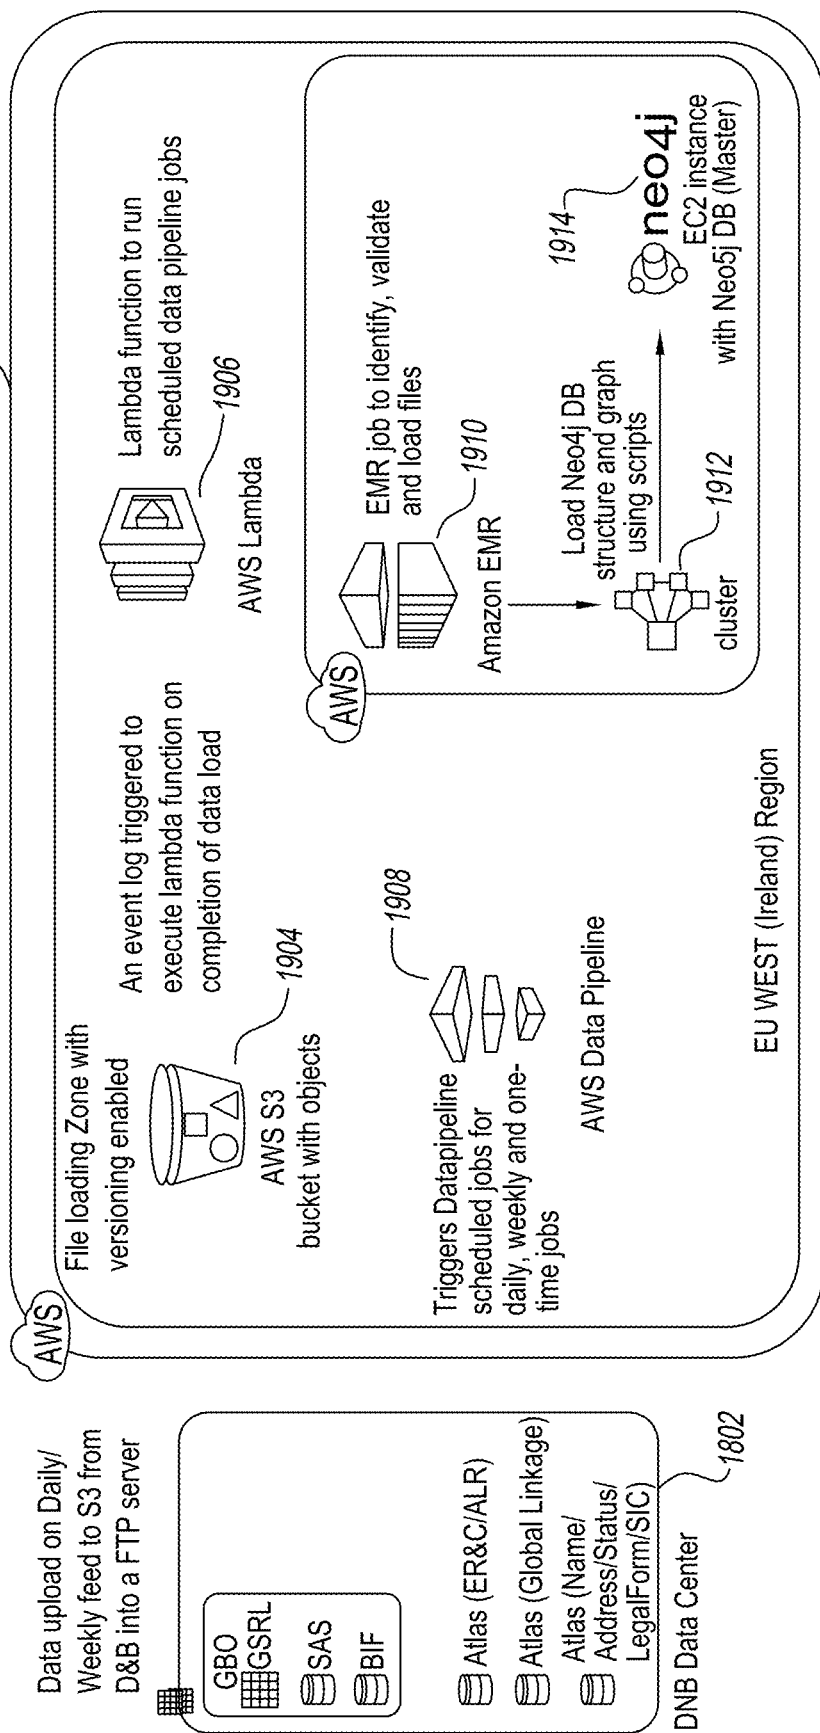 Data upload on Daily/
Weekly feed to S3 from
D&B into a FTP server
GBO
GSRL
SAS
BIF
Atlas (ER&C/ALR)
Atlas (Global Linkage)
Atlas (Name/
Address/Status/
LegalForm/SIC)
1802
DNB Data Center
AWS
File loading Zone with
versioning enabled
AWS S3
bucket with objects
1904
An event log triggered to
execute lambda function on
completion of data load
Lambda function to run
scheduled data pipeline jobs
1906
AWS Lambda
Triggers Datapipeline
scheduled jobs for
daily, weekly and one-
time jobs
1908
AWS Data Pipeline
AWS
EMR job to identify, validate
and load files
1910
Amazon EMR
Load Neo4j DB
structure and graph
using scripts
1912
cluster
1914
neo4j
EC2 instance
with Neo5j DB (Master)
EU WEST (Ireland) Region